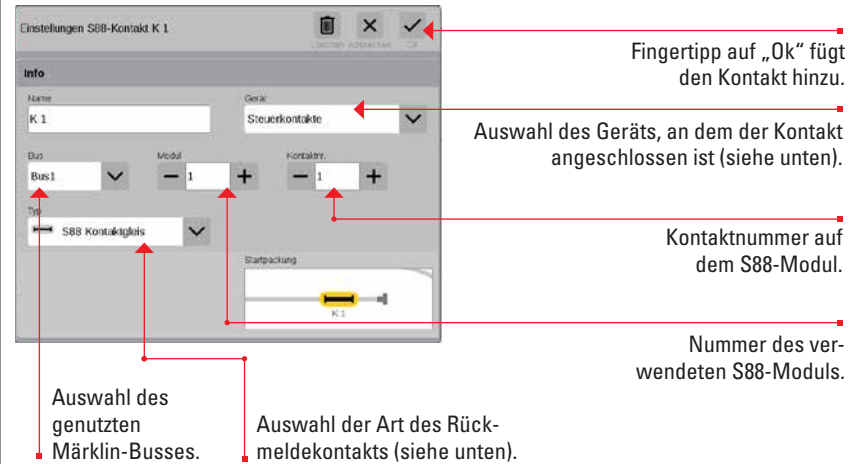 Einstellungen S88-Kontakt K 1
Löschen Abbrechen Ok
Info
Name
Gerät
K 1
Steuerkontakte
Bus
Modul
Kontaktnr.
Bus1
1
1
Typ
S88 Kontaktgleis
Startpackung
K 1
Fingertipp auf „Ok“ fügt
den Kontakt hinzu.
Auswahl des Geräts, an dem der Kontakt
angeschlossen ist (siehe unten).
Kontaktnummer auf
dem S88-Modul.
Nummer des ver-
wendeten S88-Moduls.
Auswahl des
genutzten
Märklin-Busses.
Auswahl der Art des Rück-
meldekontakts (siehe unten).